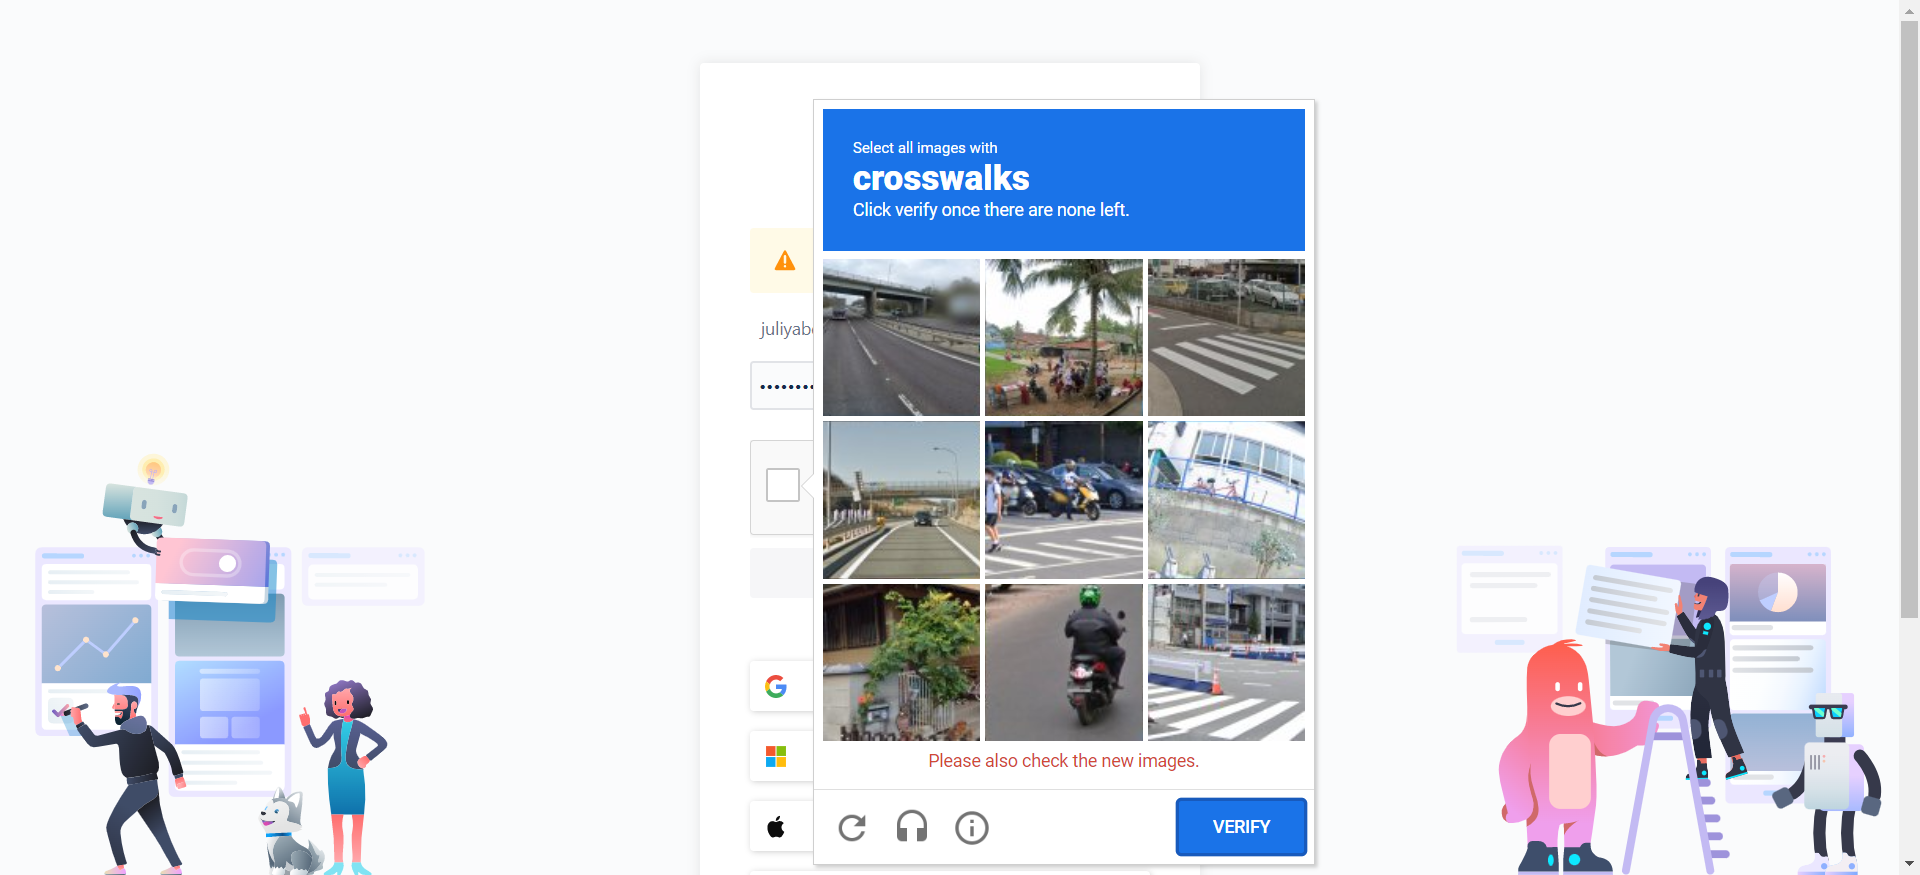 Select all images with
crosswalks
Click verify once there are none left.
juliyab
Please also check the new images.
VERIFY